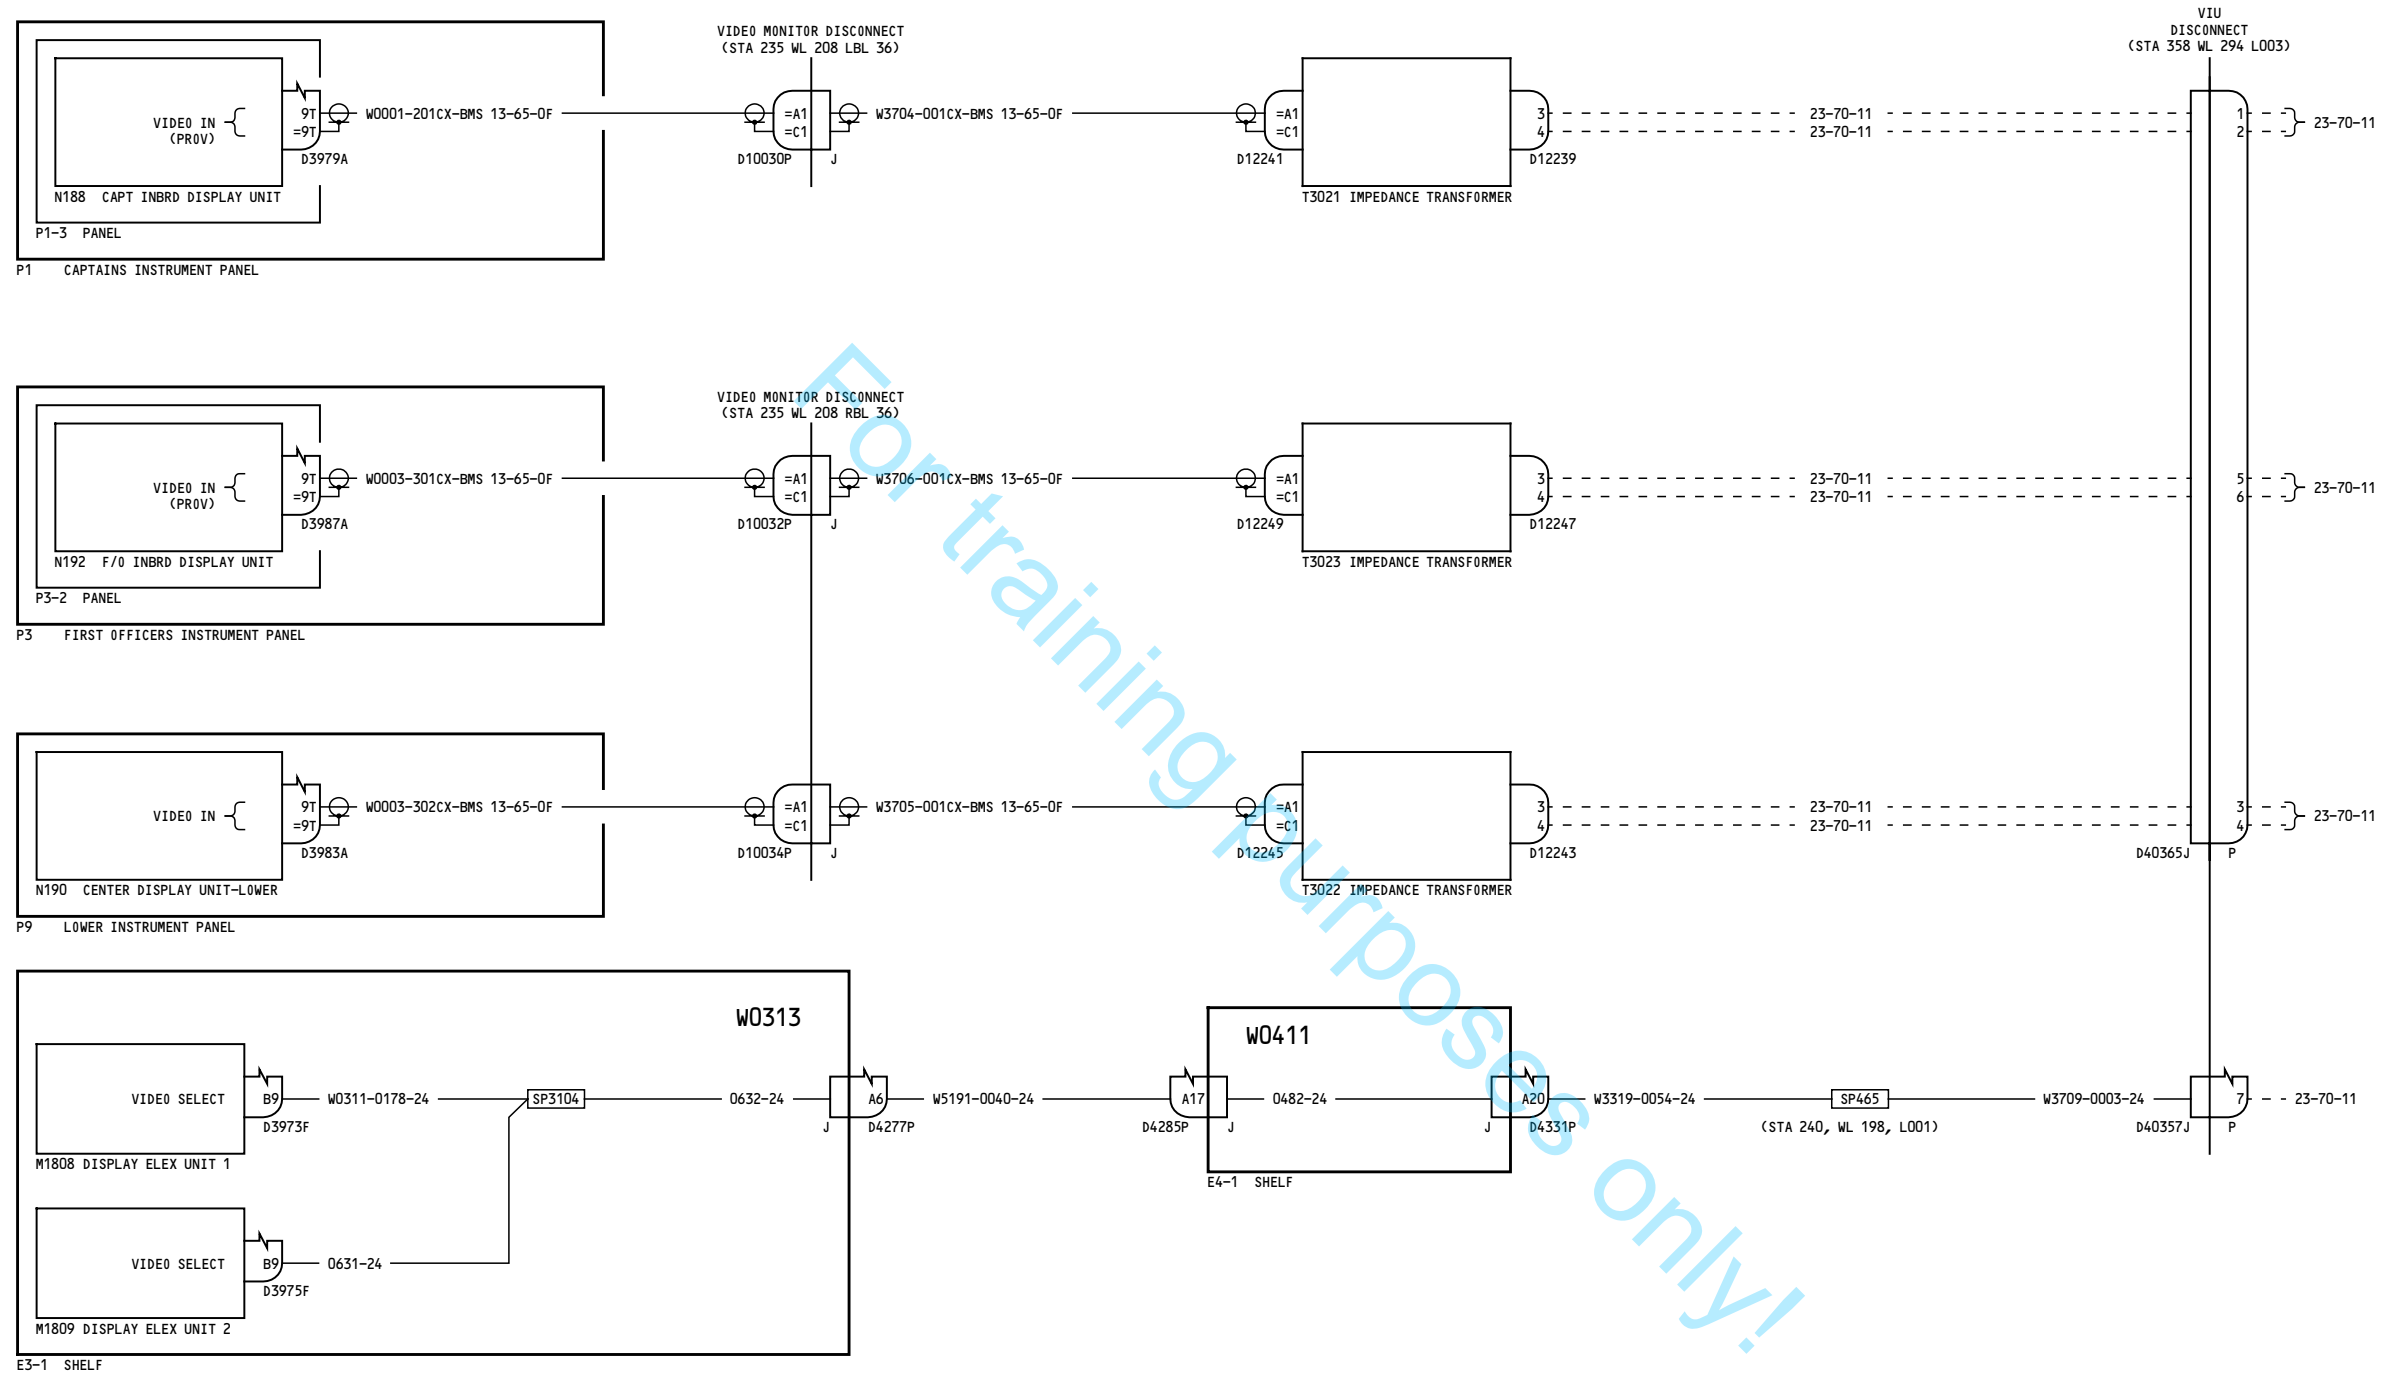 VIDEO MONITOR DISCONNECT
(STA 235 WL 208 LBL 36)
VIU
DISCONNECT
(STA 358 WL 294 L003)
VIDEO IN
(PROV)
9T
=9T
W0001-201CX-BMS 13-65-0F
=A1
=C1
W3704-001CX-BMS 13-65-0F
=A1
=C1
3
4
23-70-11
23-70-11
1
2
23-70-11
D3979A
D10030P
J
D12241
D12239
N188 CAPT INBRD DISPLAY UNIT
T3021 IMPEDANCE TRANSFORMER
P1-3 PANEL
P1 CAPTAINS INSTRUMENT PANEL
VIDEO MONITOR DISCONNECT
(STA 235 WL 208 RBL 36)
VIDEO IN
(PROV)
9T
=9T
W0003-301CX-BMS 13-65-0F
=A1
=C1
W3706-001CX-BMS 13-65-0F
=A1
=C1
3
4
23-70-11
23-70-11
5
6
23-70-11
D3987A
D10032P
J
D12249
D12247
N192 F/O INBRD DISPLAY UNIT
T3023 IMPEDANCE TRANSFORMER
P3-2 PANEL
P3 FIRST OFFICERS INSTRUMENT PANEL
VIDEO IN
9T
=9T
W0003-302CX-BMS 13-65-0F
=A1
=C1
W3705-001CX-BMS 13-65-0F
=A1
=C1
3
4
23-70-11
23-70-11
3
4
23-70-11
D3983A
D10034P
J
D12245
D12243
D40365J
P
N190 CENTER DISPLAY UNIT-LOWER
T3022 IMPEDANCE TRANSFORMER
P9 LOWER INSTRUMENT PANEL
W0313
W0411
VIDEO SELECT
B9
W0311-0178-24
SP3104
0632-24
A6
W5191-0040-24
A17
0482-24
A20
W3319-0054-24
SP465
W3709-0003-24
7
23-70-11
D3973F
J
D4277P
D4285P
J
J
D4331P
(STA 240, WL 198, L001)
D40357J
P
M1808 DISPLAY ELEX UNIT 1
E4-1 SHELF
VIDEO SELECT
B9
0631-24
D3975F
M1809 DISPLAY ELEX UNIT 2
E3-1 SHELF
For training purposes only!